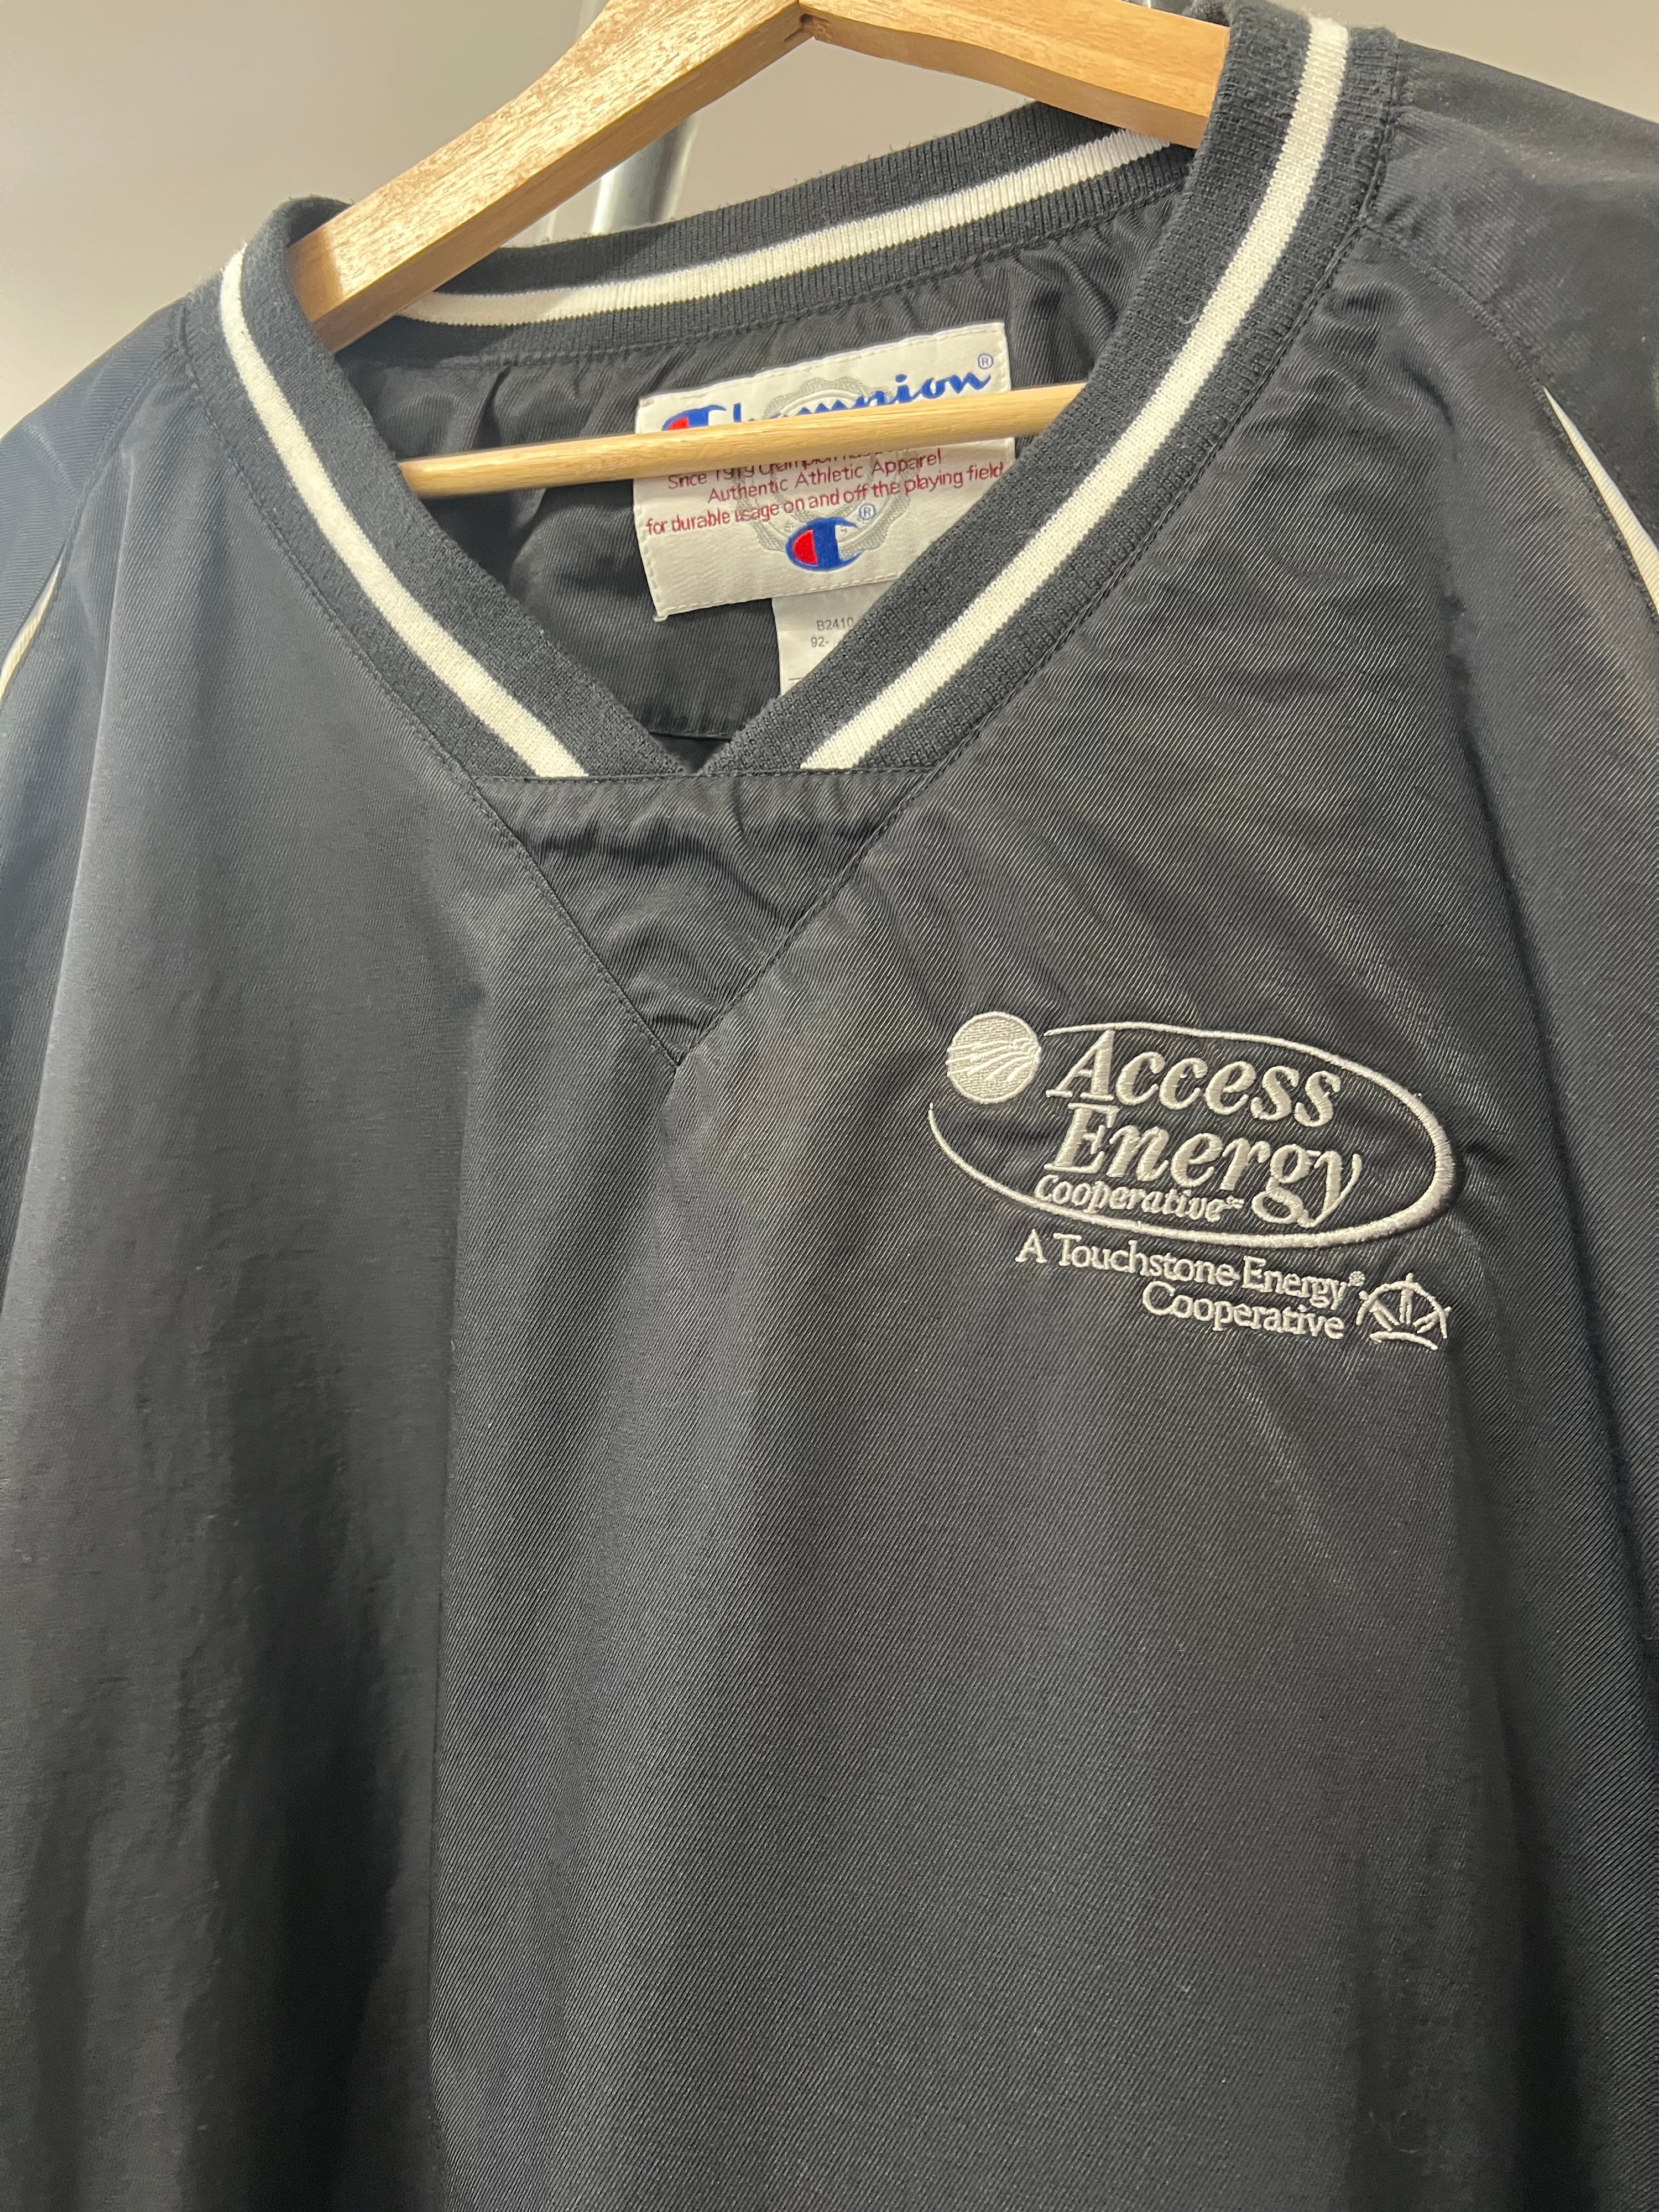 Champion®
Since 1919 Champion
Authentic Athletic Apparel
for durable usage on and off the playing field
®
B2410
92-
Access
Energy
Cooperative℠
A Touchstone Energy®
Cooperative